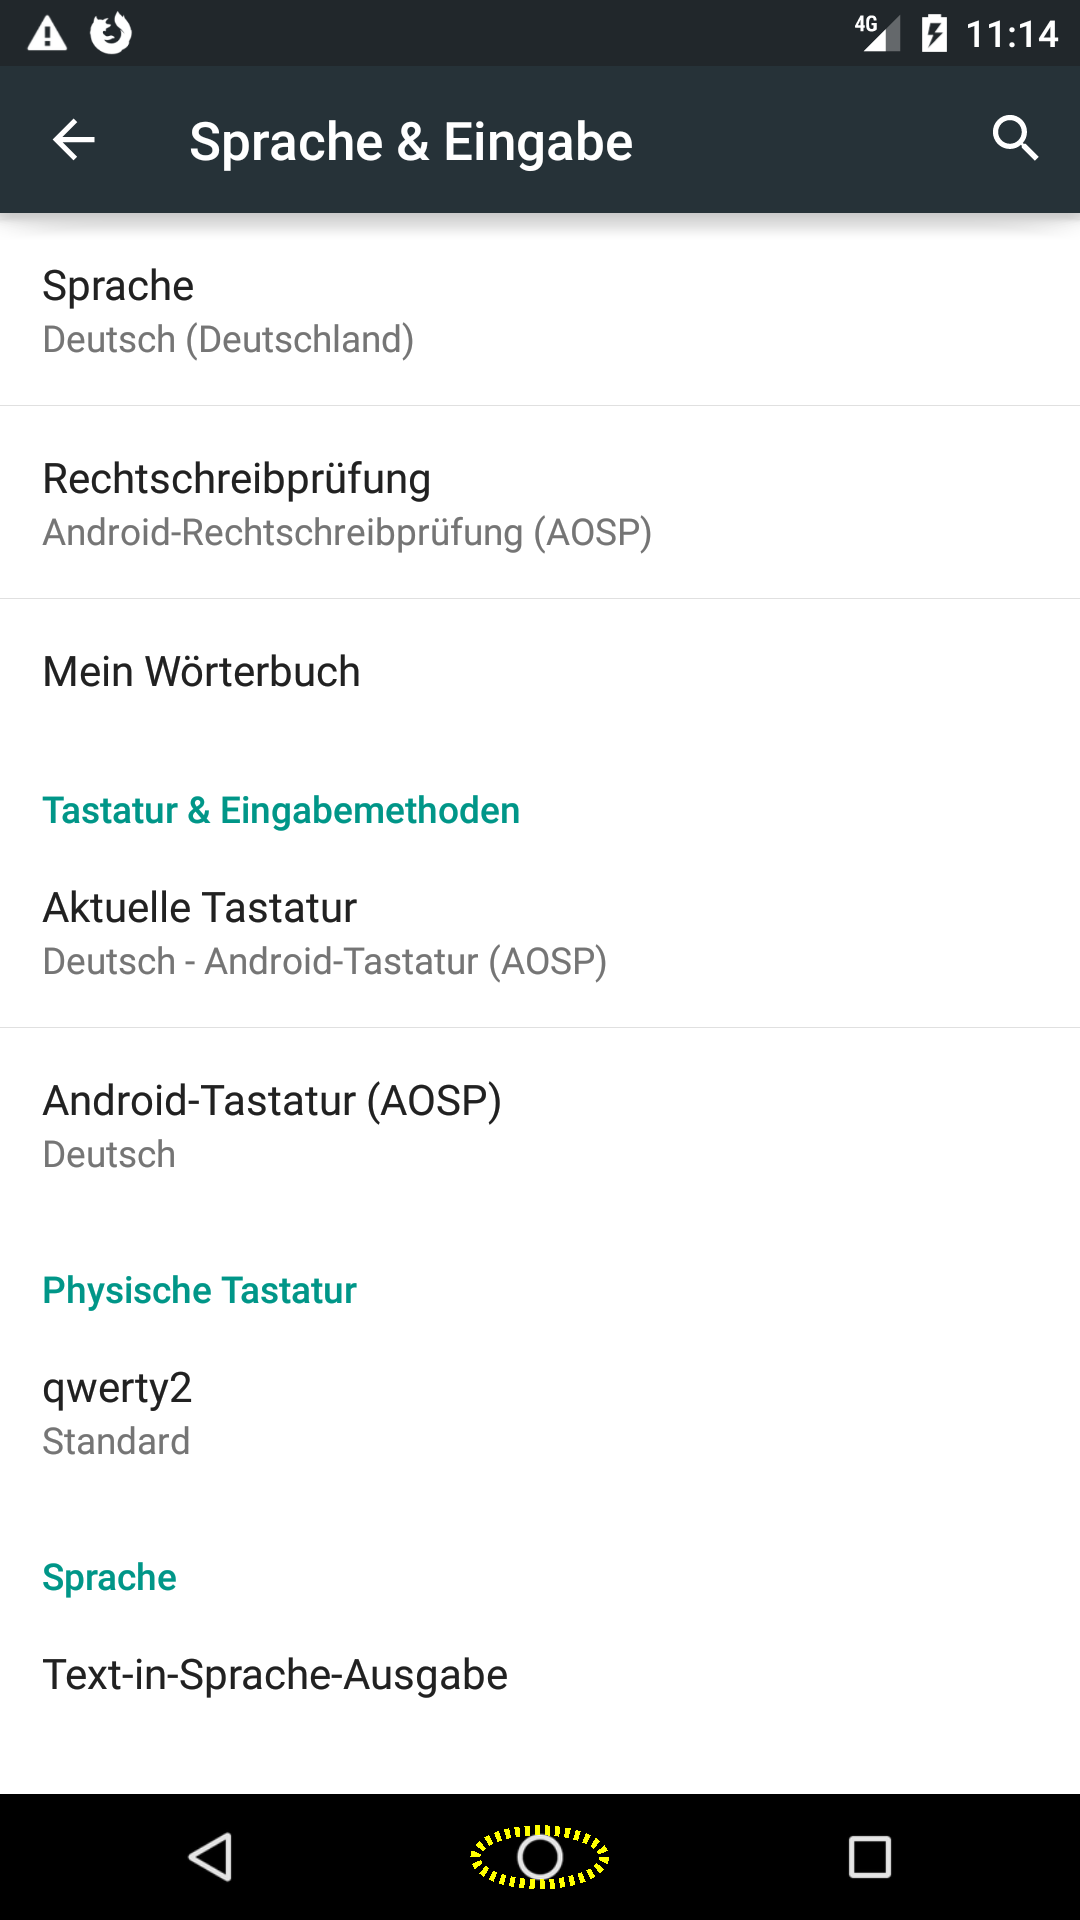 4G 11:14
Sprache & Eingabe
Sprache
Deutsch (Deutschland)
Rechtschreibprüfung
Android-Rechtschreibprüfung (AOSP)
Mein Wörterbuch
Tastatur & Eingabemethoden
Aktuelle Tastatur
Deutsch - Android-Tastatur (AOSP)
Android-Tastatur (AOSP)
Deutsch
Physische Tastatur
qwerty2
Standard
Sprache
Text-in-Sprache-Ausgabe